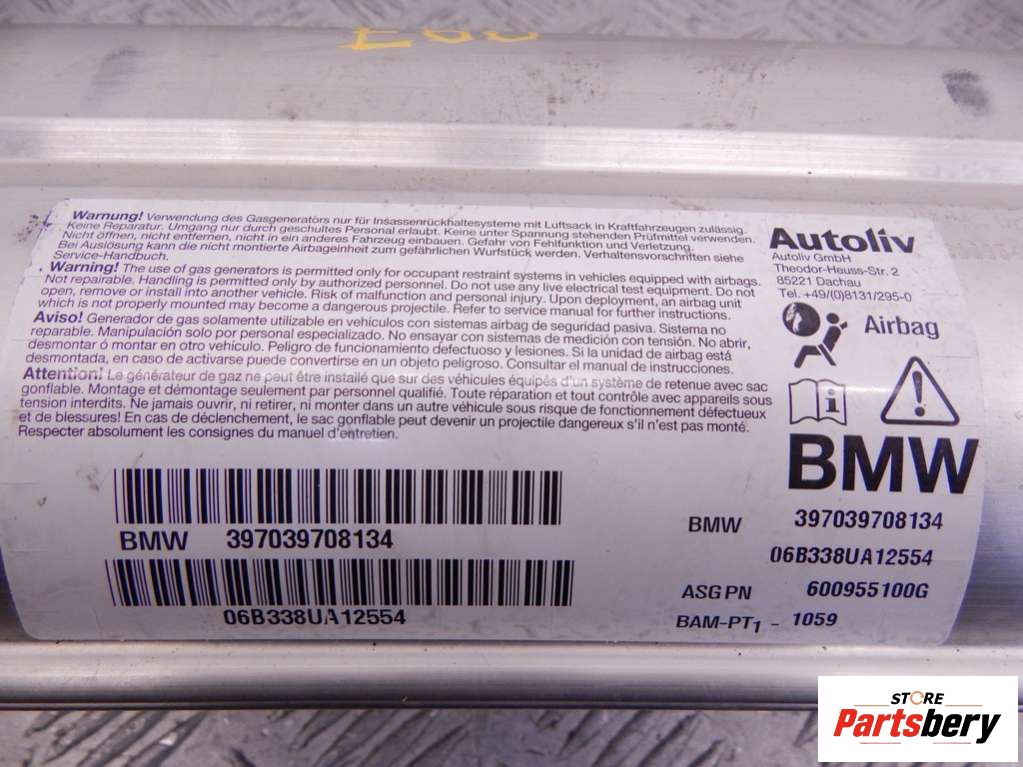 E60
Warnung! Verwendung des Gasgenerators nur für Insassenrückhaltesysteme mit Luftsack in Kraftfahrzeugen zulässig.
Keine Reparatur. Umgang nur durch geschultes Personal erlaubt. Keine unter Spannung stehenden Prüfmittel verwenden.
Nicht öffnen, nicht entfernen, nicht in ein anderes Fahrzeug einbauen. Gefahr von Fehlfunktion und Verletzung.
Bei Auslösung kann die nicht montierte Airbageinheit zum gefährlichen Wurfstück werden. Verhaltensvorschriften siehe
Service-Handbuch.
Warning! The use of gas generators is permitted only for occupant restraint systems in vehicles equipped with airbags.
Not repairable. Handling is permitted only by authorized personnel. Do not use any live electrical test equipment. Do not
open, remove or install into another vehicle. Risk of malfunction and personal injury. Upon deployment, an airbag unit
which is not properly mounted may become a dangerous projectile. Refer to service manual for further instructions.
Aviso! Generador de gas solamente utilizable en vehículos con sistemas airbag de seguridad pasiva. Sistema no
reparable. Manipulación solo por personal especializado. No ensayar con sistemas de medición con tensión. No abrir,
desmontar ó montar en otro vehículo. Peligro de funcionamiento defectuoso y lesiones. Si la unidad de airbag está
desmontada, en caso de activarse puede convertirse en un objeto peligroso. Consultar el manual de instrucciones.
Attention! Le générateur de gaz ne peut être installé que sur des véhicules équipés d'un système de retenue avec sac
gonflable. Montage et démontage seulement par personnel qualifié. Toute réparation et tout contrôle avec appareils sous
tension interdits. Ne jamais ouvrir, ni retirer, ni monter dans un autre véhicule sous risque de fonctionnement défectueux
et de blessures! En cas de déclenchement, le sac gonflable peut devenir un projectile dangereux s'il n'est pas monté.
Respecter absolument les consignes du manuel d'entretien.
Autoliv
Autoliv GmbH
Theodor-Heuss-Str. 2
85221 Dachau
Tel. +49/(0)8131/295-0
Airbag
BMW
BMW 397039708134
06B338UA12554
BMW 397039708134
06B338UA12554
ASG PN 600955100G
BAM-PT1 - 1059
STORE
Partsbery